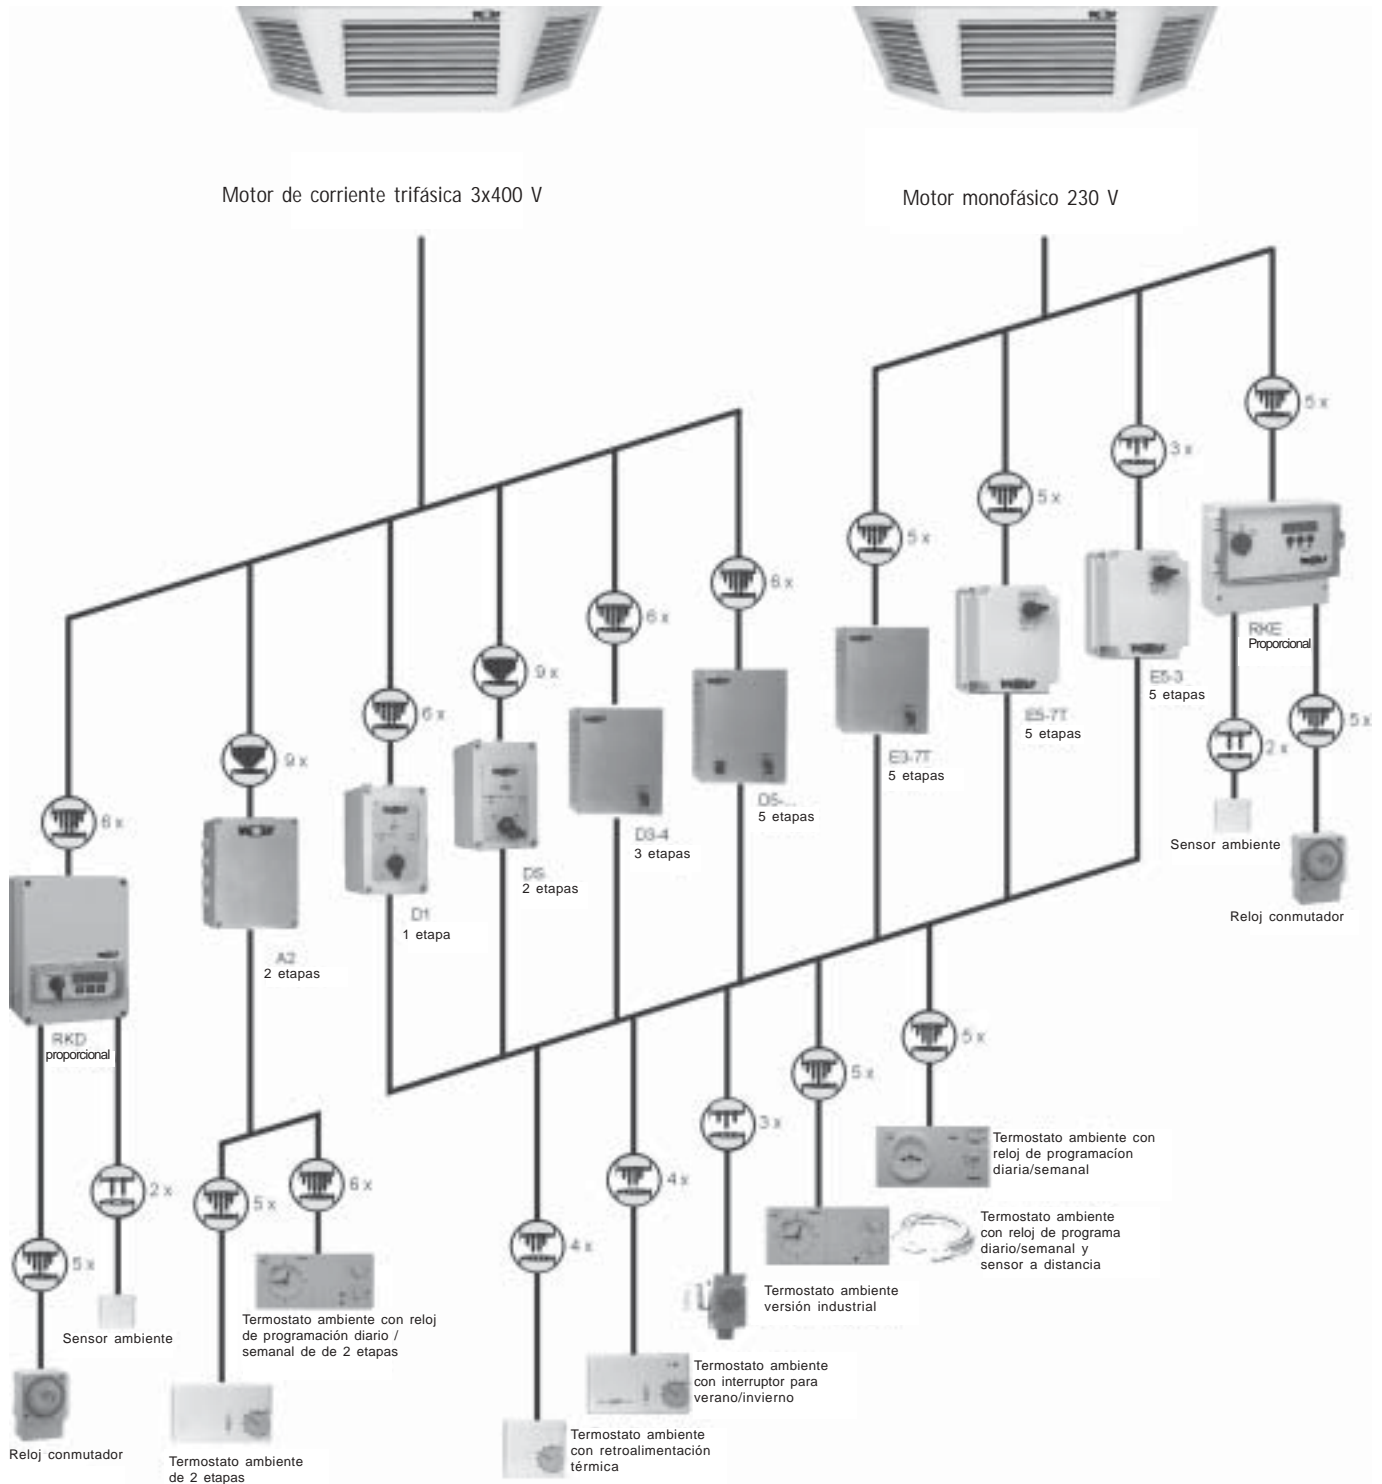 Motor de corriente trifásica 3x400 V
Motor monofásico 230 V
5 x
3 x
5 x
5 x
6 x
6 x
9 x
6 x
9 x
6 x
RKE
Proporcional
E5-3
5 etapas
E5-7T
5 etapas
E3-7T
5 etapas
D5-...
5 etapas
D3-4
3 etapas
DS
2 etapas
D1
1 etapa
A2
2 etapas
RKD
proporcional
2 x
5 x
Sensor ambiente
Reloj conmutador
5 x
5 x
3 x
4 x
4 x
2 x
5 x
5 x
6 x
Termostato ambiente con
reloj de programacíon
diaria/semanal
Termostato ambiente
con reloj de programa
diario/semanal y
sensor a distancia
Termostato ambiente
versión industrial
Termostato ambiente
con interruptor para
verano/invierno
Termostato ambiente
con retroalimentación
térmica
Termostato ambiente con reloj
de programación diario /
semanal de de 2 etapas
Sensor ambiente
Reloj conmutador
Termostato ambiente
de 2 etapas